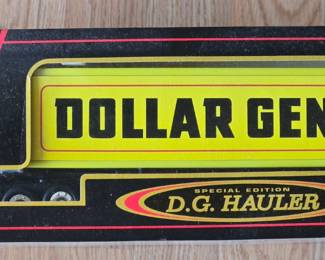 DOLLAR GEN
SPECIAL EDITION
D.G. HAULER